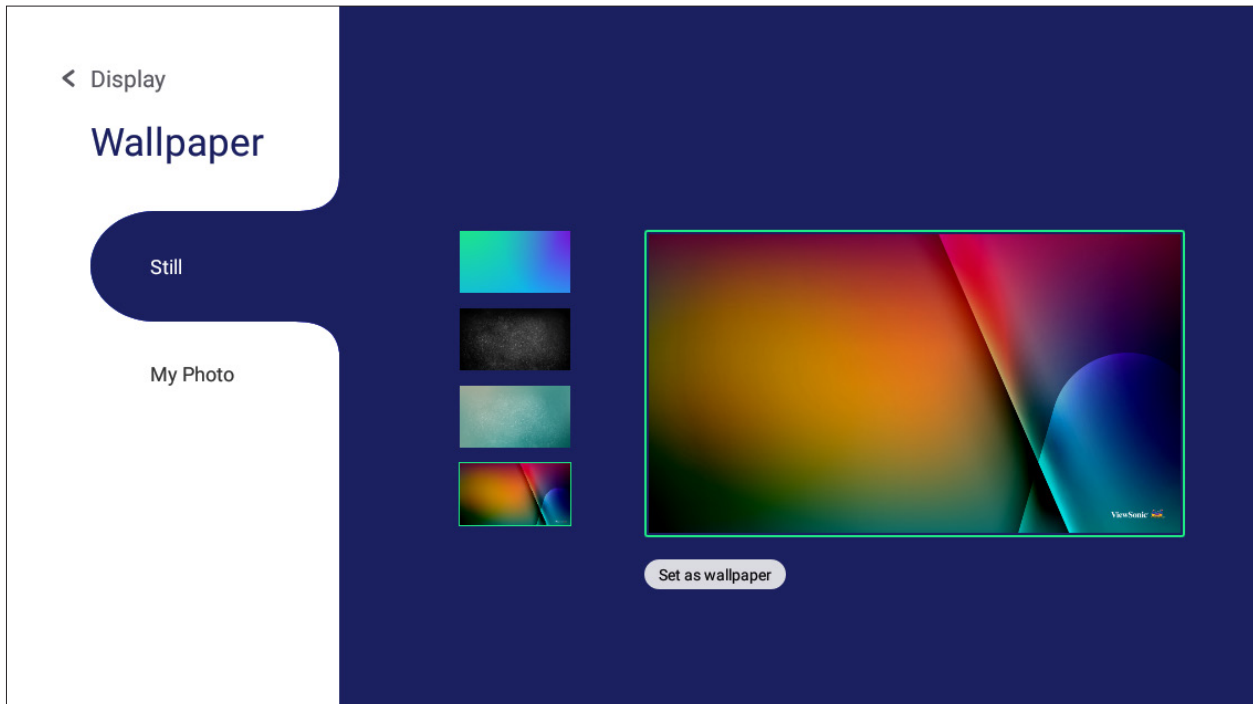 Display
Wallpaper
Still
My Photo
ViewSonic
Set as wallpaper